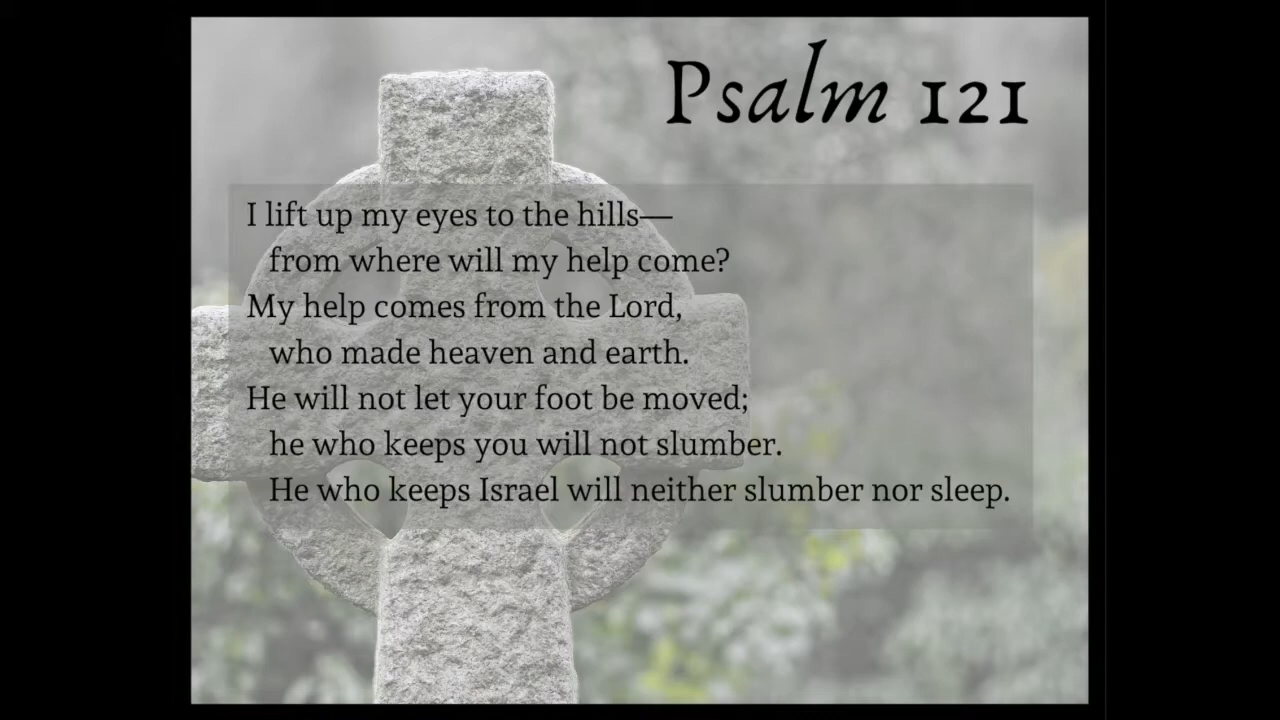 Psalm 121
I lift up my eyes to the hills—
from where will my help come?
My help comes from the Lord,
who made heaven and earth.
He will not let your foot be moved;
he who keeps you will not slumber.
He who keeps Israel will neither slumber nor sleep.